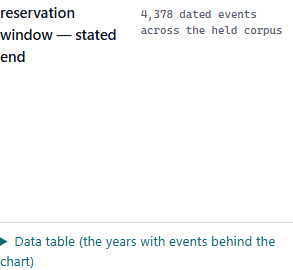 reservation
window — stated
end
4,378 dated events
across the held corpus
▶ Data table (the years with events behind the
chart)